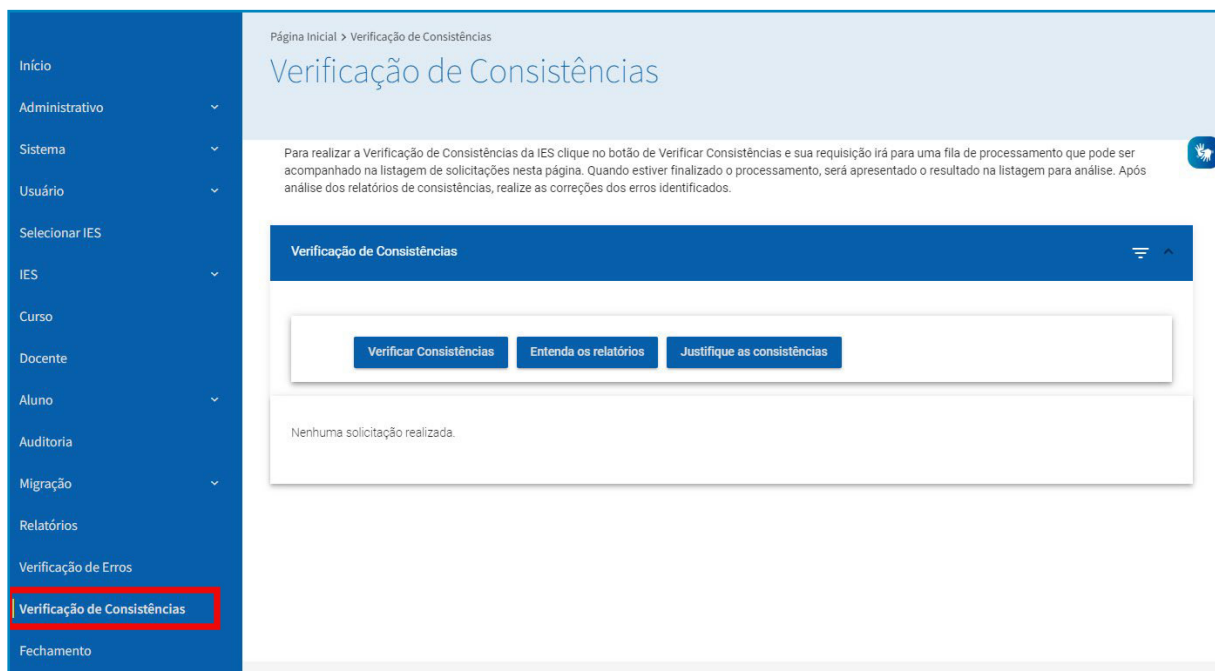 Início
Administrativo
Sistema
Usuário
Selecionar IES
IES
Curso
Docente
Aluno
Auditoria
Migração
Relatórios
Verificação de Erros
Verificação de Consistências
Fechamento
Página Inicial > Verificação de Consistências
Verificação de Consistências
Para realizar a Verificação de Consistências da IES clique no botão de Verificar Consistências e sua requisição irá para uma fila de processamento que pode ser
acompanhado na listagem de solicitações nesta página. Quando estiver finalizado o processamento, será apresentado o resultado na listagem para análise. Após
análise dos relatórios de consistências, realize as correções dos erros identificados.
Verificação de Consistências
Verificar Consistências Entenda os relatórios Justifique as consistências
Nenhuma solicitação realizada.